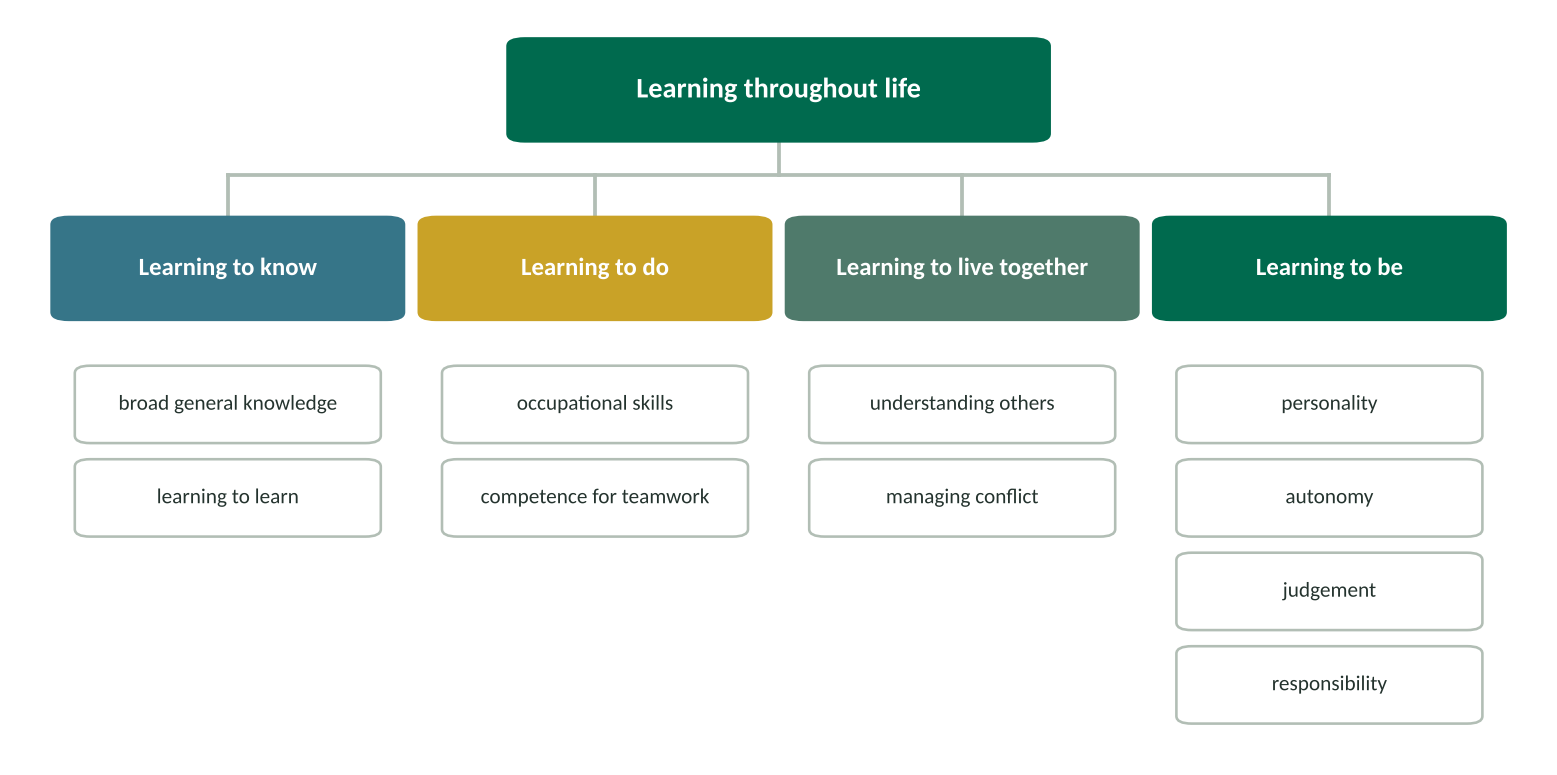 Learning throughout life
Learning to know
Learning to do
Learning to live together
Learning to be
broad general knowledge
occupational skills
understanding others
personality
learning to learn
competence for teamwork
managing conflict
autonomy
judgement
responsibility